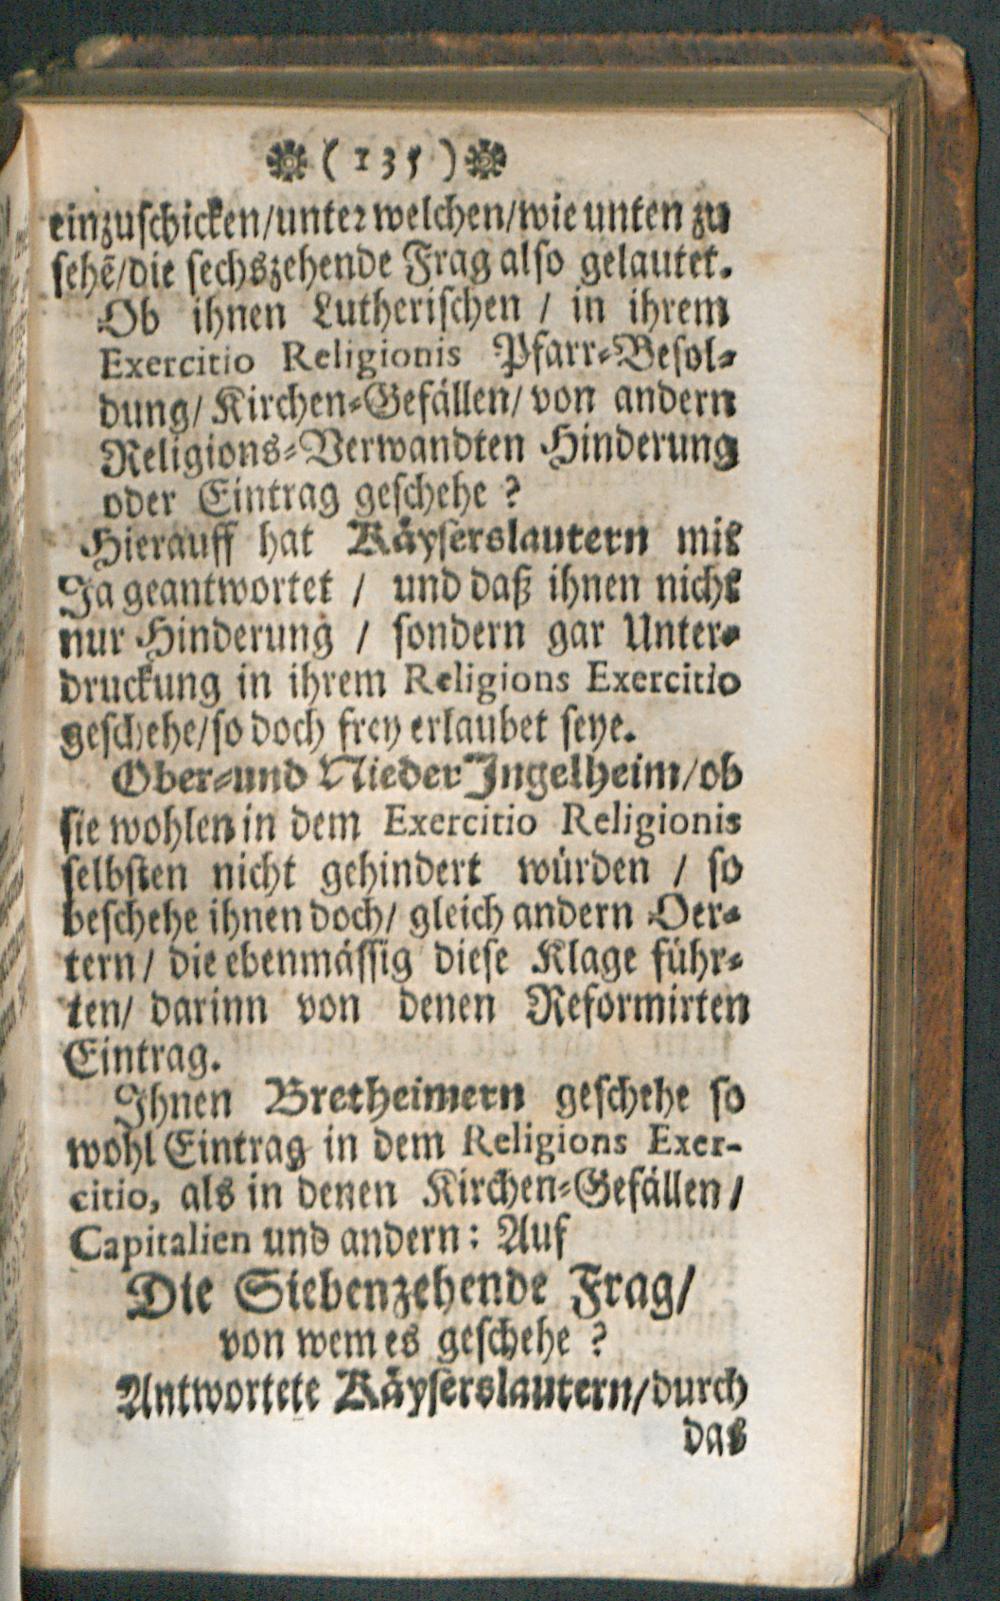 ❋ ( 135 ) ❋
einzuschicken/unter welchen/wie unten zu
sehē/die sechszehende Frag also gelautet.
Ob ihnen Lutherischen / in ihrem
Exercitio Religionis Pfarr-Besol-
dung/ Kirchen-Gefällen/ von andern
Religions-Verwandten Hinderung
oder Eintrag geschehe ?
Hierauff hat Käyserslautern mit
Ja geantwortet / und daß ihnen nicht
nur Hinderung / sondern gar Unter-
druckung in ihrem Religions Exercitio
geschehe/so doch frey erlaubet seye.
Ober-und Nieder Ingelheim/ob
sie wohlen in dem Exercitio Religionis
selbsten nicht gehindert würden / so
beschehe ihnen doch/ gleich andern Oer-
tern/ die ebenmässig diese Klage führ-
ten/ darinn von denen Reformirten
Eintrag.
Ihnen Bretheimern geschehe so
wohl Eintrag in dem Religions Exer-
citio, als in denen Kirchen-Gefällen/
Capitalien und andern: Auf
Die Siebenzehende Frag/
von wem es geschehe ?
Antwortete Käyserslautern/durch
das